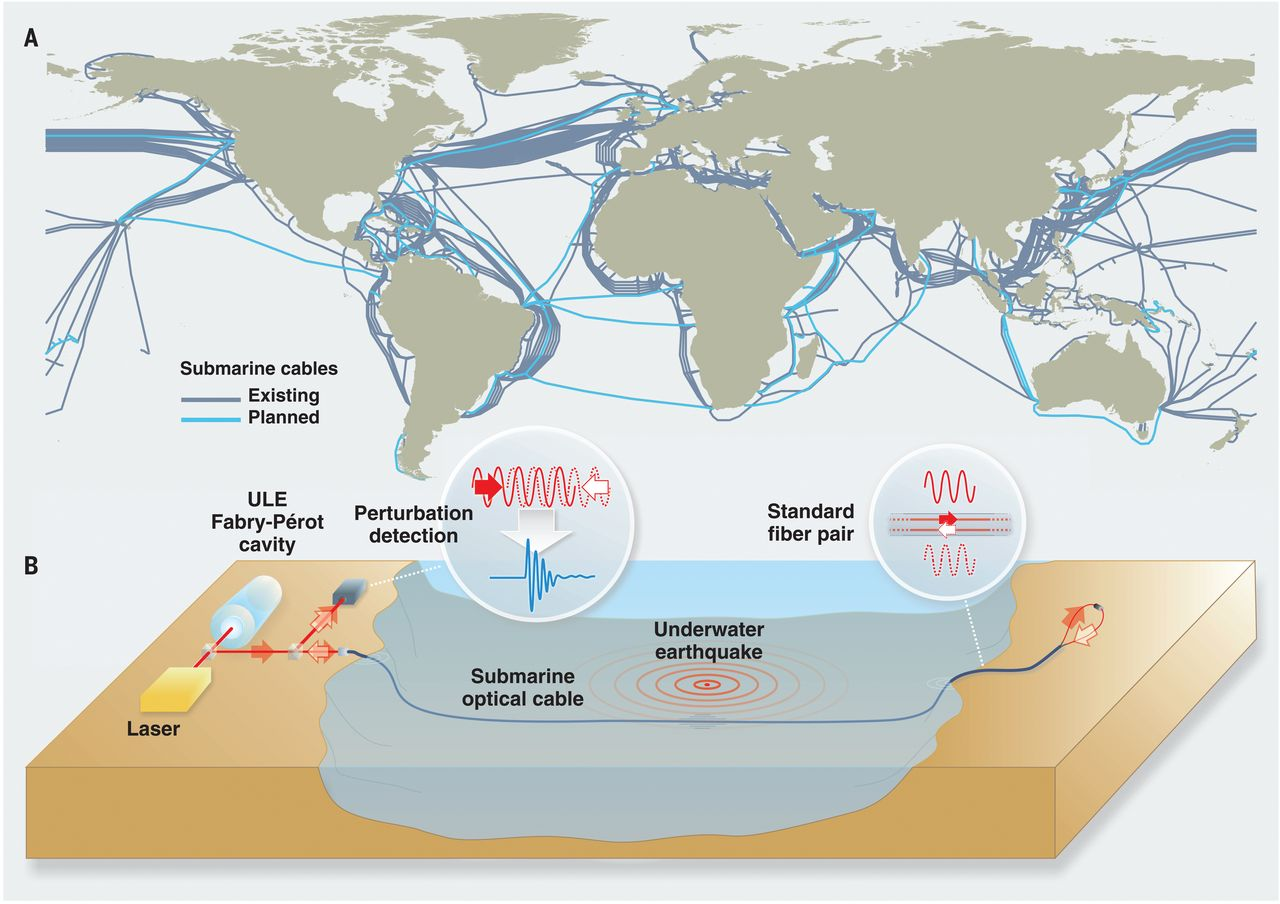 A
Submarine cables
Existing
Planned
ULE
Fabry-Pérot
cavity
Perturbation
detection
Standard
fiber pair
B
Underwater
earthquake
Submarine
optical cable
Laser